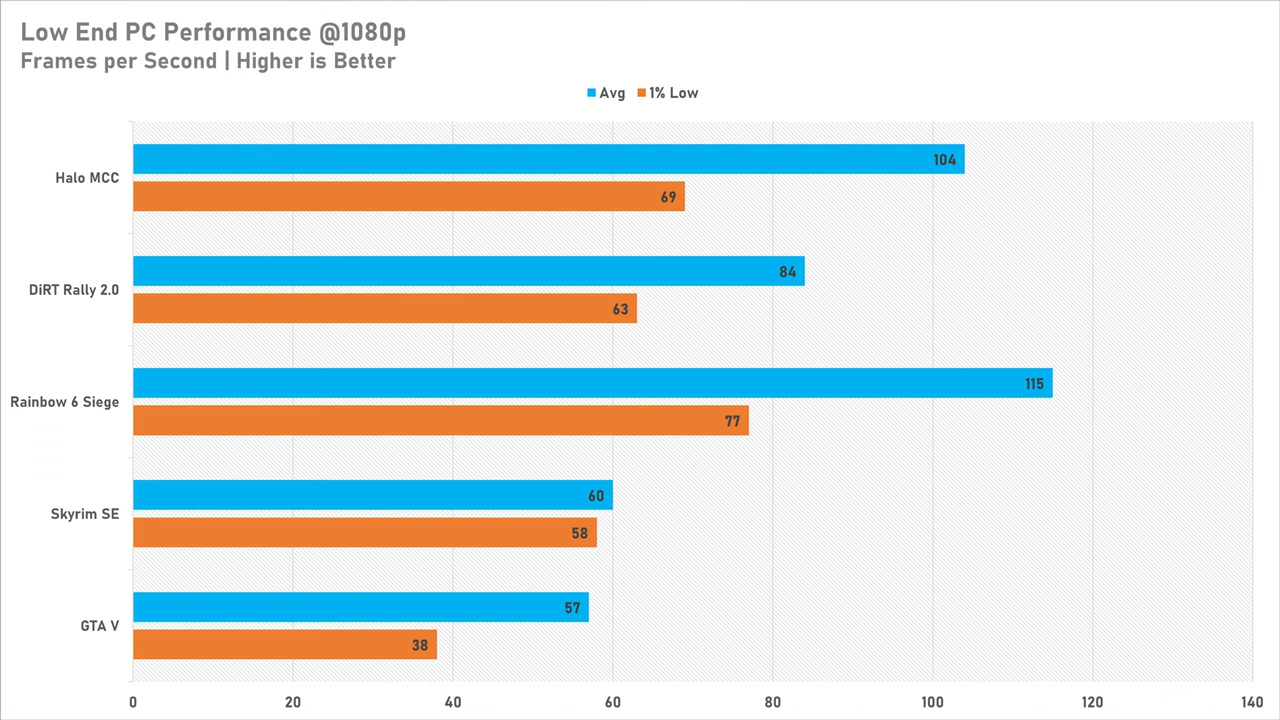 Low End PC Performance @1080p
Frames per Second | Higher is Better
Avg 1% Low
Halo MCC 104
69
DiRT Rally 2.0 84
63
Rainbow 6 Siege 115
77
Skyrim SE 60
58
GTA V 57
38
0 20 40 60 80 100 120 140